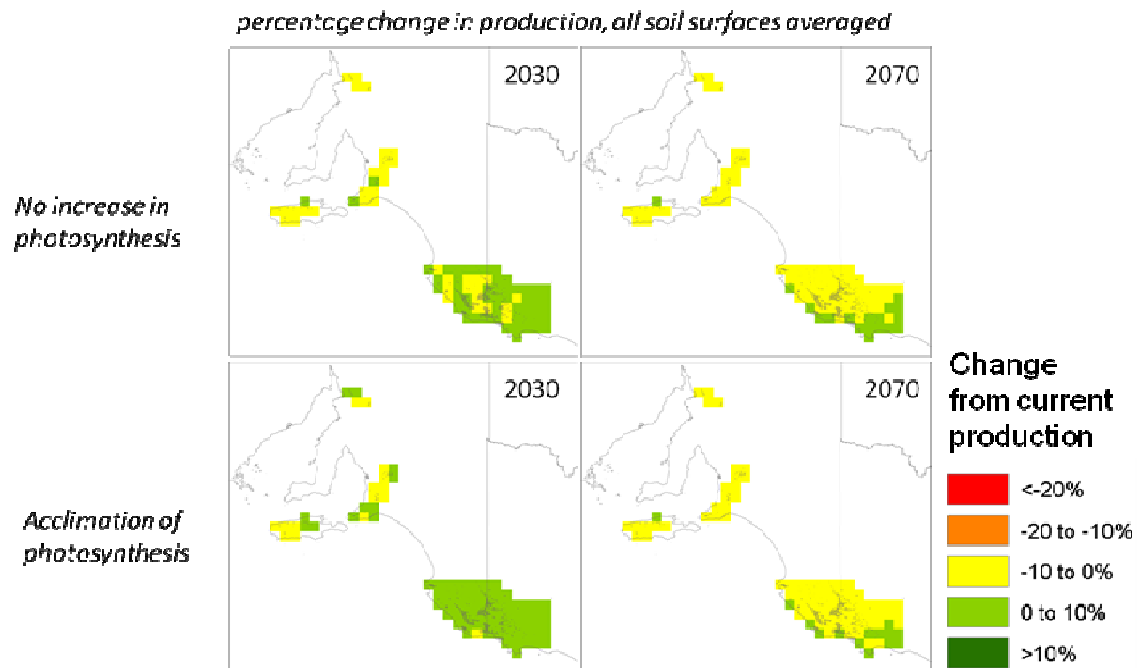 percentage change in production, all soil surfaces averaged
2030
2070
No increase in
photosynthesis
2030
2070
Acclimation of
photosynthesis
Change
from current
production
<-20%
-20 to -10%
-10 to 0%
0 to 10%
>10%